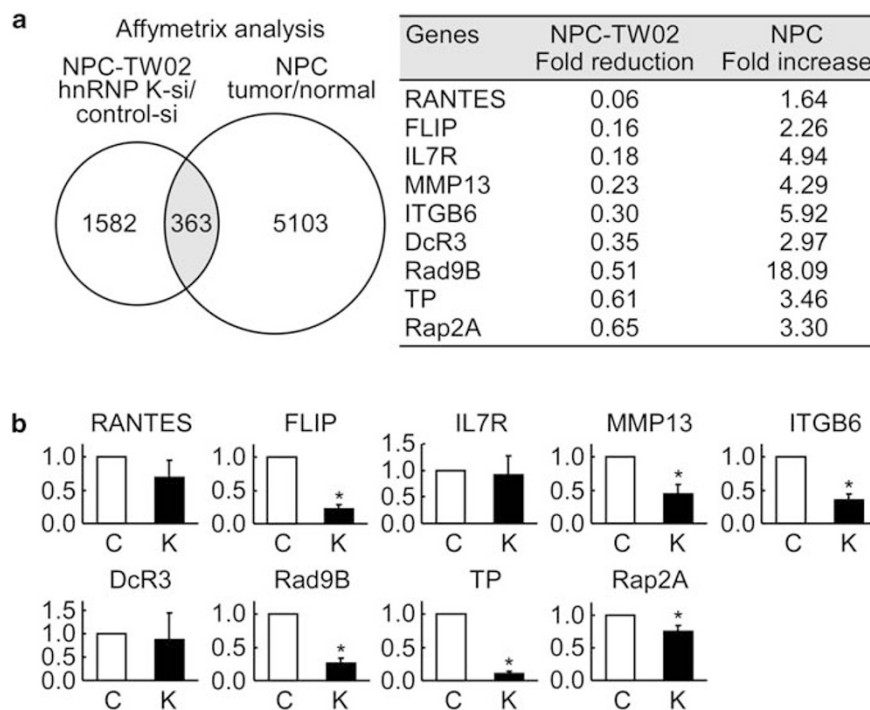 a
Affymetrix analysis
NPC-TW02
hnRNP K-si/
control-si
NPC
tumor/normal
1582
363
5103
Genes NPC-TW02 NPC
Fold reduction Fold increase
RANTES 0.06 1.64
FLIP 0.16 2.26
IL7R 0.18 4.94
MMP13 0.23 4.29
ITGB6 0.30 5.92
DcR3 0.35 2.97
Rad9B 0.51 18.09
TP 0.61 3.46
Rap2A 0.65 3.30
b
RANTES
1.0
0.5
0.0
C K
FLIP
1.0
0.5
0.0
*
C K
IL7R
1.5
1.0
0.5
0.0
C K
MMP13
1.0
0.5
0.0
*
C K
ITGB6
1.0
0.5
0.0
*
C K
DcR3
1.5
1.0
0.5
0.0
C K
Rad9B
1.0
0.5
0.0
*
C K
TP
1.0
0.5
0.0
*
C K
Rap2A
1.0
0.5
0.0
*
C K